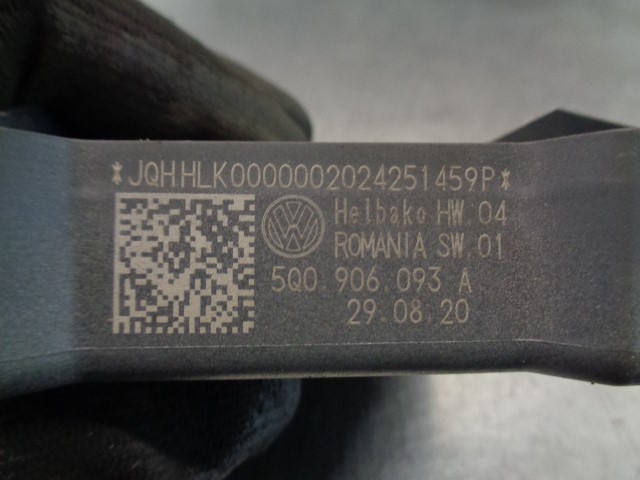 *JQHHLK0000002024251459P*
Helbako HW.04
ROMANIA SW.01
5Q0 906 093 A
29.08.20